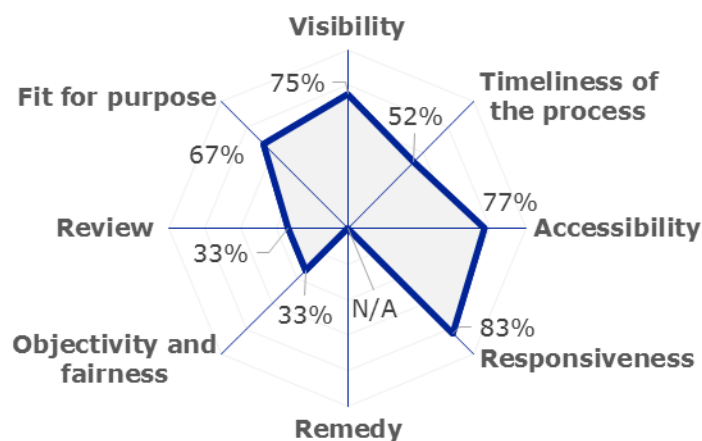 Visibility
75%
Timeliness of
the process
Fit for purpose
52%
67%
77%
Review
Accessibility
33%
33%
N/A
83%
Objectivity and
fairness
Responsiveness
Remedy